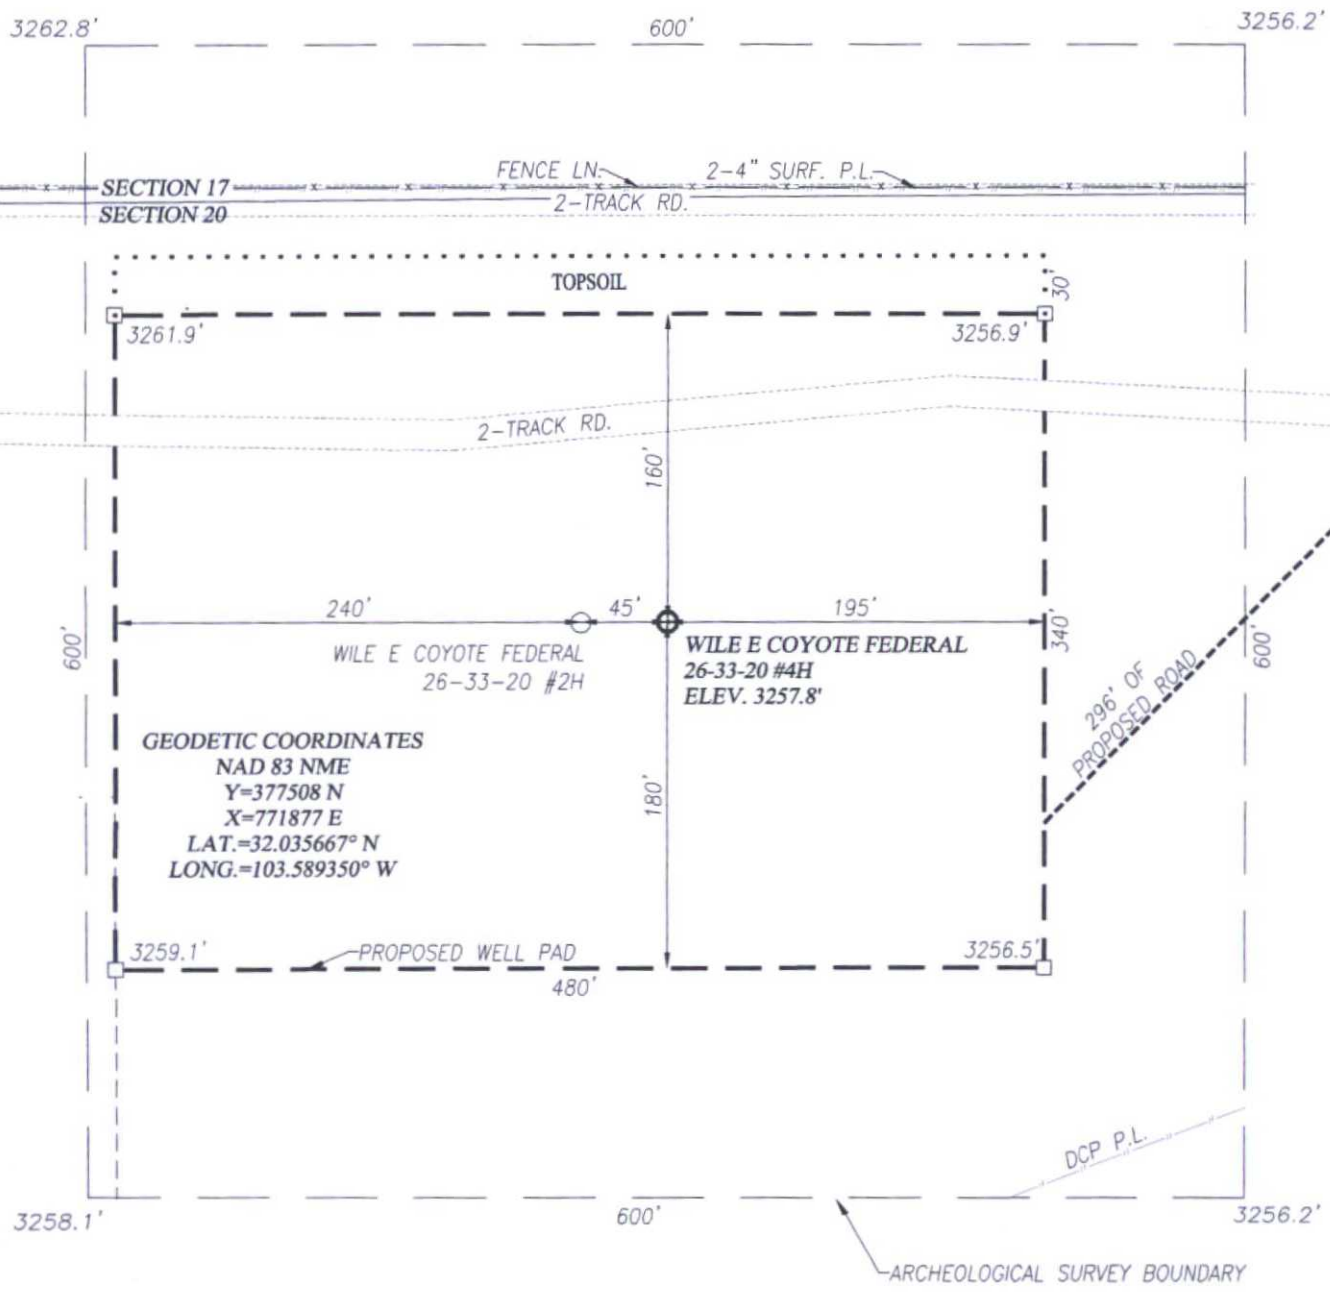 3262.8'
600'
3256.2'
FENCE LN.
2-4" SURF. P.L.
SECTION 17
2-TRACK RD.
SECTION 20
TOPSOIL
30'
3261.9'
3256.9'
2-TRACK RD.
160'
240'
45'
195'
600'
340'
600'
WILE E COYOTE FEDERAL
26-33-20 #2H
WILE E COYOTE FEDERAL
26-33-20 #4H
ELEV. 3257.8'
296' OF
PROPOSED ROAD
GEODETIC COORDINATES
NAD 83 NME
Y=377508 N
X=771877 E
LAT.=32.035667° N
LONG.=103.589350° W
180'
3259.1'
PROPOSED WELL PAD
3256.5'
480'
DCP P.L.
3258.1'
600'
3256.2'
ARCHEOLOGICAL SURVEY BOUNDARY